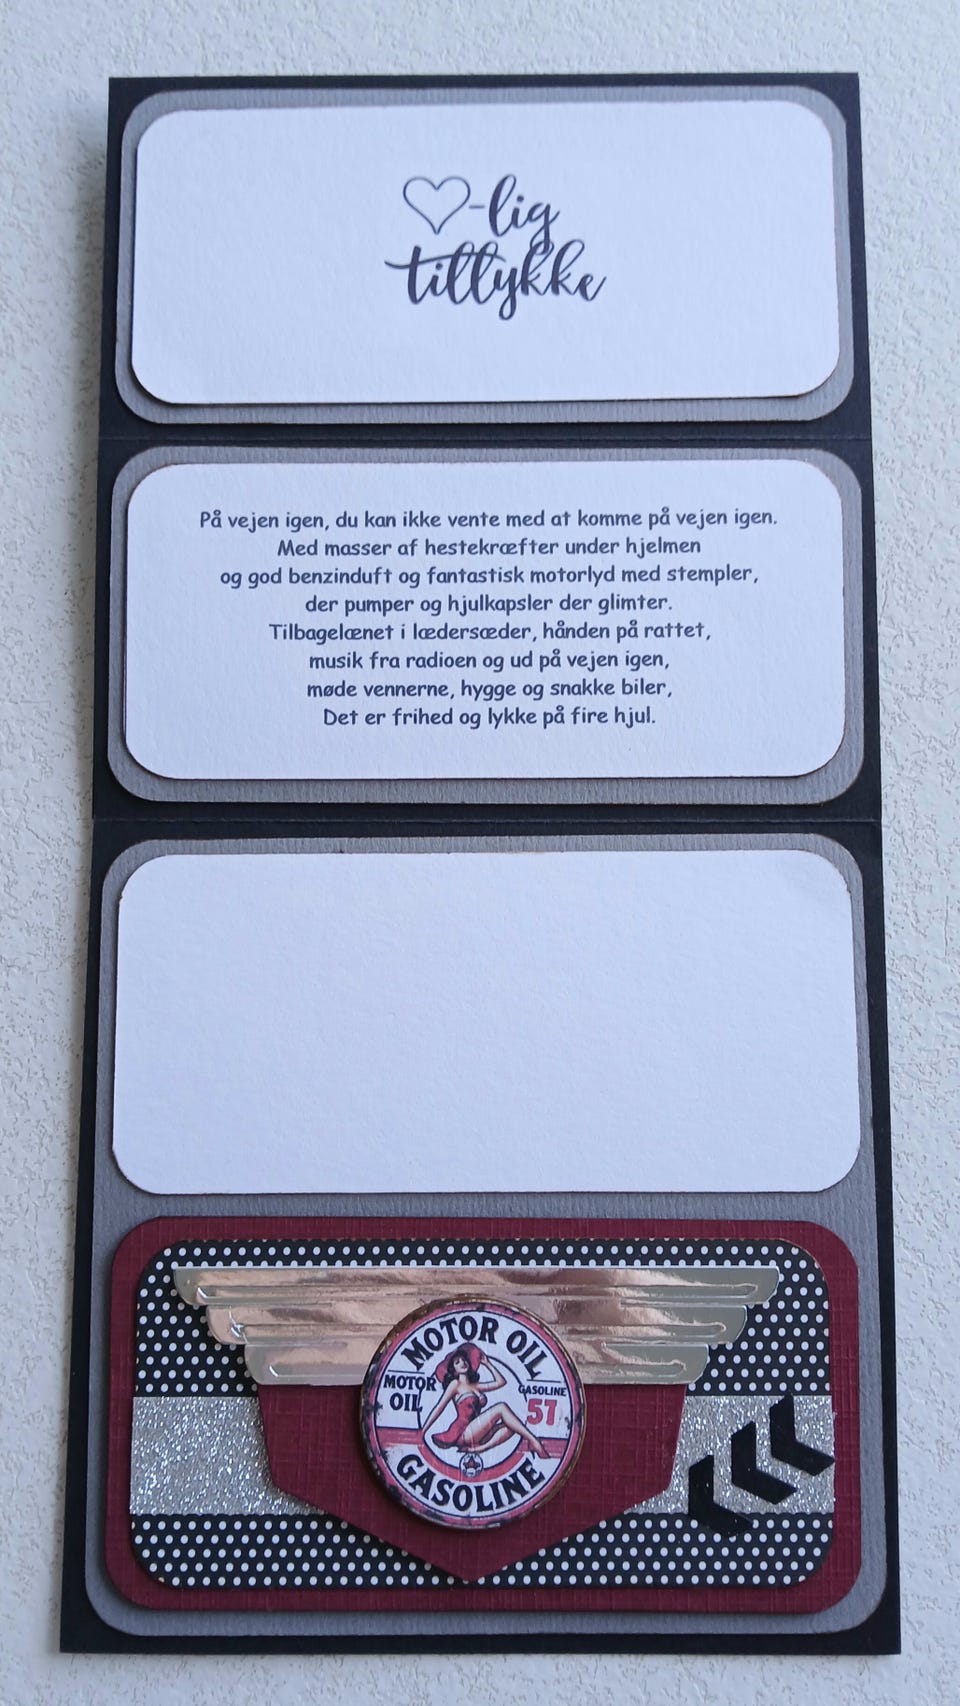 ♡-lig
tillykke
På vejen igen, du kan ikke vente med at komme på vejen igen.
Med masser af hestekræfter under hjelmen
og god benzinduft og fantastisk motorlyd med stempler,
der pumper og hjulkapsler der glimter.
Tilbagelænet i lædersæder, hånden på rattet,
musik fra radioen og ud på vejen igen,
møde vennerne, hygge og snakke biler,
Det er frihed og lykke på fire hjul.
MOTOR OIL
MOTOR
OIL
GASOLINE
57
GASOLINE